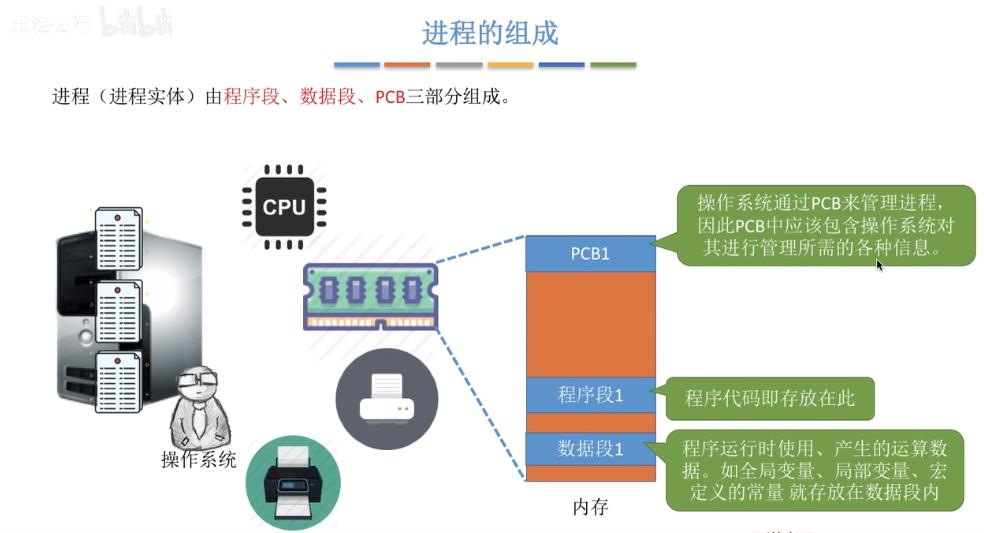 bilibili
进程的组成
进程（进程实体）由程序段、数据段、PCB三部分组成。
CPU
操作系统
PCB1
程序段1
数据段1
内存
操作系统通过PCB来管理进程，
因此PCB中应该包含操作系统对
其进行管理所需的各种信息。
程序代码即存放在此
程序运行时使用、产生的运算数
据。如全局变量、局部变量、宏
定义的常量 就存放在数据段内